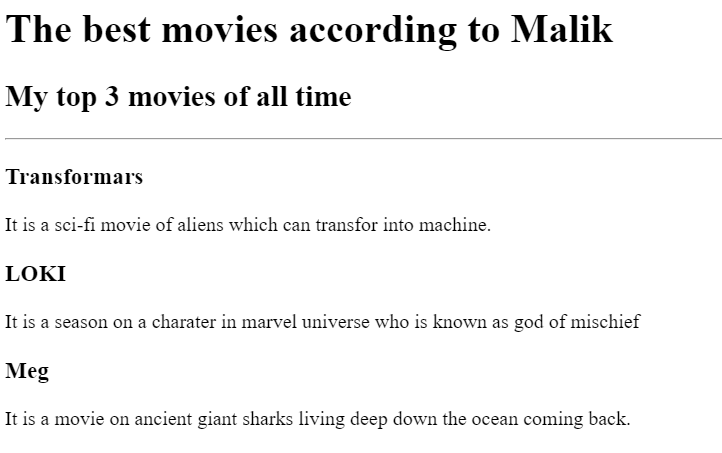 The best movies according to Malik
My top 3 movies of all time
Transformars
It is a sci-fi movie of aliens which can transfor into machine.
LOKI
It is a season on a charater in marvel universe who is known as god of mischief
Meg
It is a movie on ancient giant sharks living deep down the ocean coming back.